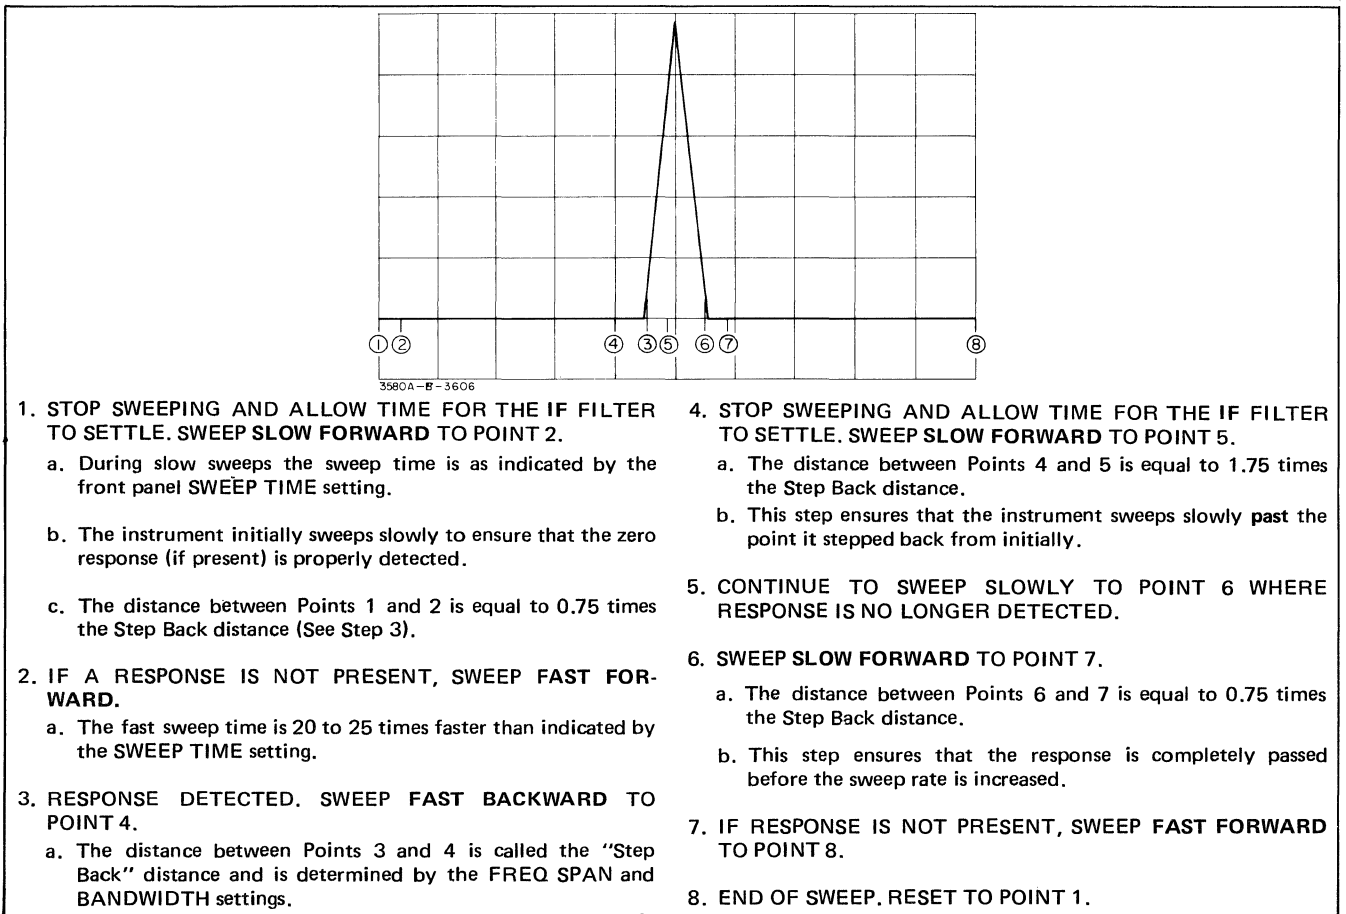 ① ② ④ ③ ⑤ ⑥ ⑦ ⑧
3580A-B-3606
1. STOP SWEEPING AND ALLOW TIME FOR THE IF FILTER
TO SETTLE. SWEEP SLOW FORWARD TO POINT 2.
a. During slow sweeps the sweep time is as indicated by the
front panel SWEEP TIME setting.
b. The instrument initially sweeps slowly to ensure that the zero
response (if present) is properly detected.
c. The distance between Points 1 and 2 is equal to 0.75 times
the Step Back distance (See Step 3).
2. IF A RESPONSE IS NOT PRESENT, SWEEP FAST FOR-
WARD.
a. The fast sweep time is 20 to 25 times faster than indicated by
the SWEEP TIME setting.
3. RESPONSE DETECTED. SWEEP FAST BACKWARD TO
POINT 4.
a. The distance between Points 3 and 4 is called the "Step
Back" distance and is determined by the FREQ SPAN and
BANDWIDTH settings.
4. STOP SWEEPING AND ALLOW TIME FOR THE IF FILTER
TO SETTLE. SWEEP SLOW FORWARD TO POINT 5.
a. The distance between Points 4 and 5 is equal to 1.75 times
the Step Back distance.
b. This step ensures that the instrument sweeps slowly past the
point it stepped back from initially.
5. CONTINUE TO SWEEP SLOWLY TO POINT 6 WHERE
RESPONSE IS NO LONGER DETECTED.
6. SWEEP SLOW FORWARD TO POINT 7.
a. The distance between Points 6 and 7 is equal to 0.75 times
the Step Back distance.
b. This step ensures that the response is completely passed
before the sweep rate is increased.
7. IF RESPONSE IS NOT PRESENT, SWEEP FAST FORWARD
TO POINT 8.
8. END OF SWEEP. RESET TO POINT 1.